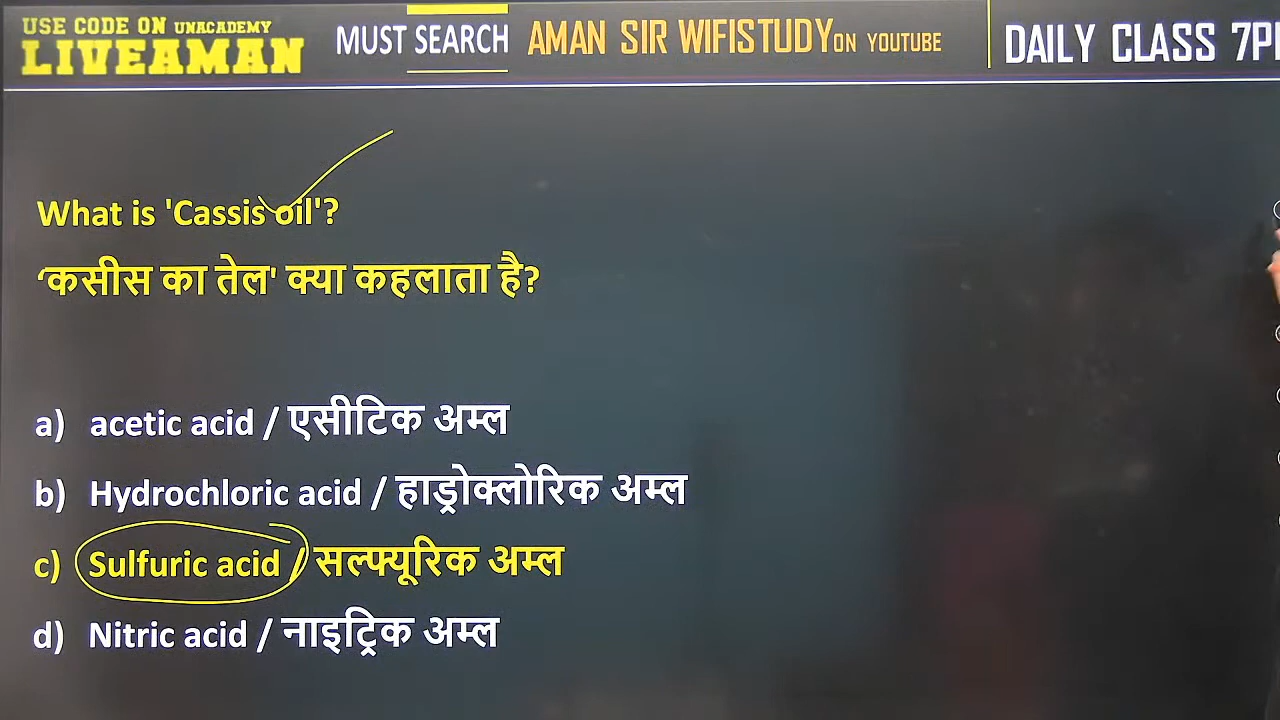 USE CODE ON UNACADEMY
LIVEAMAN
MUST SEARCH AMAN SIR WIFISTUDY ON YOUTUBE
DAILY CLASS 7P
What is 'Cassis oil'?
‘कसीस का तेल' क्या कहलाता है?
a) acetic acid / एसीटिक अम्ल
b) Hydrochloric acid / हाड्रोक्लोरिक अम्ल
c) Sulfuric acid / सल्फ्यूरिक अम्ल
d) Nitric acid / नाइट्रिक अम्ल